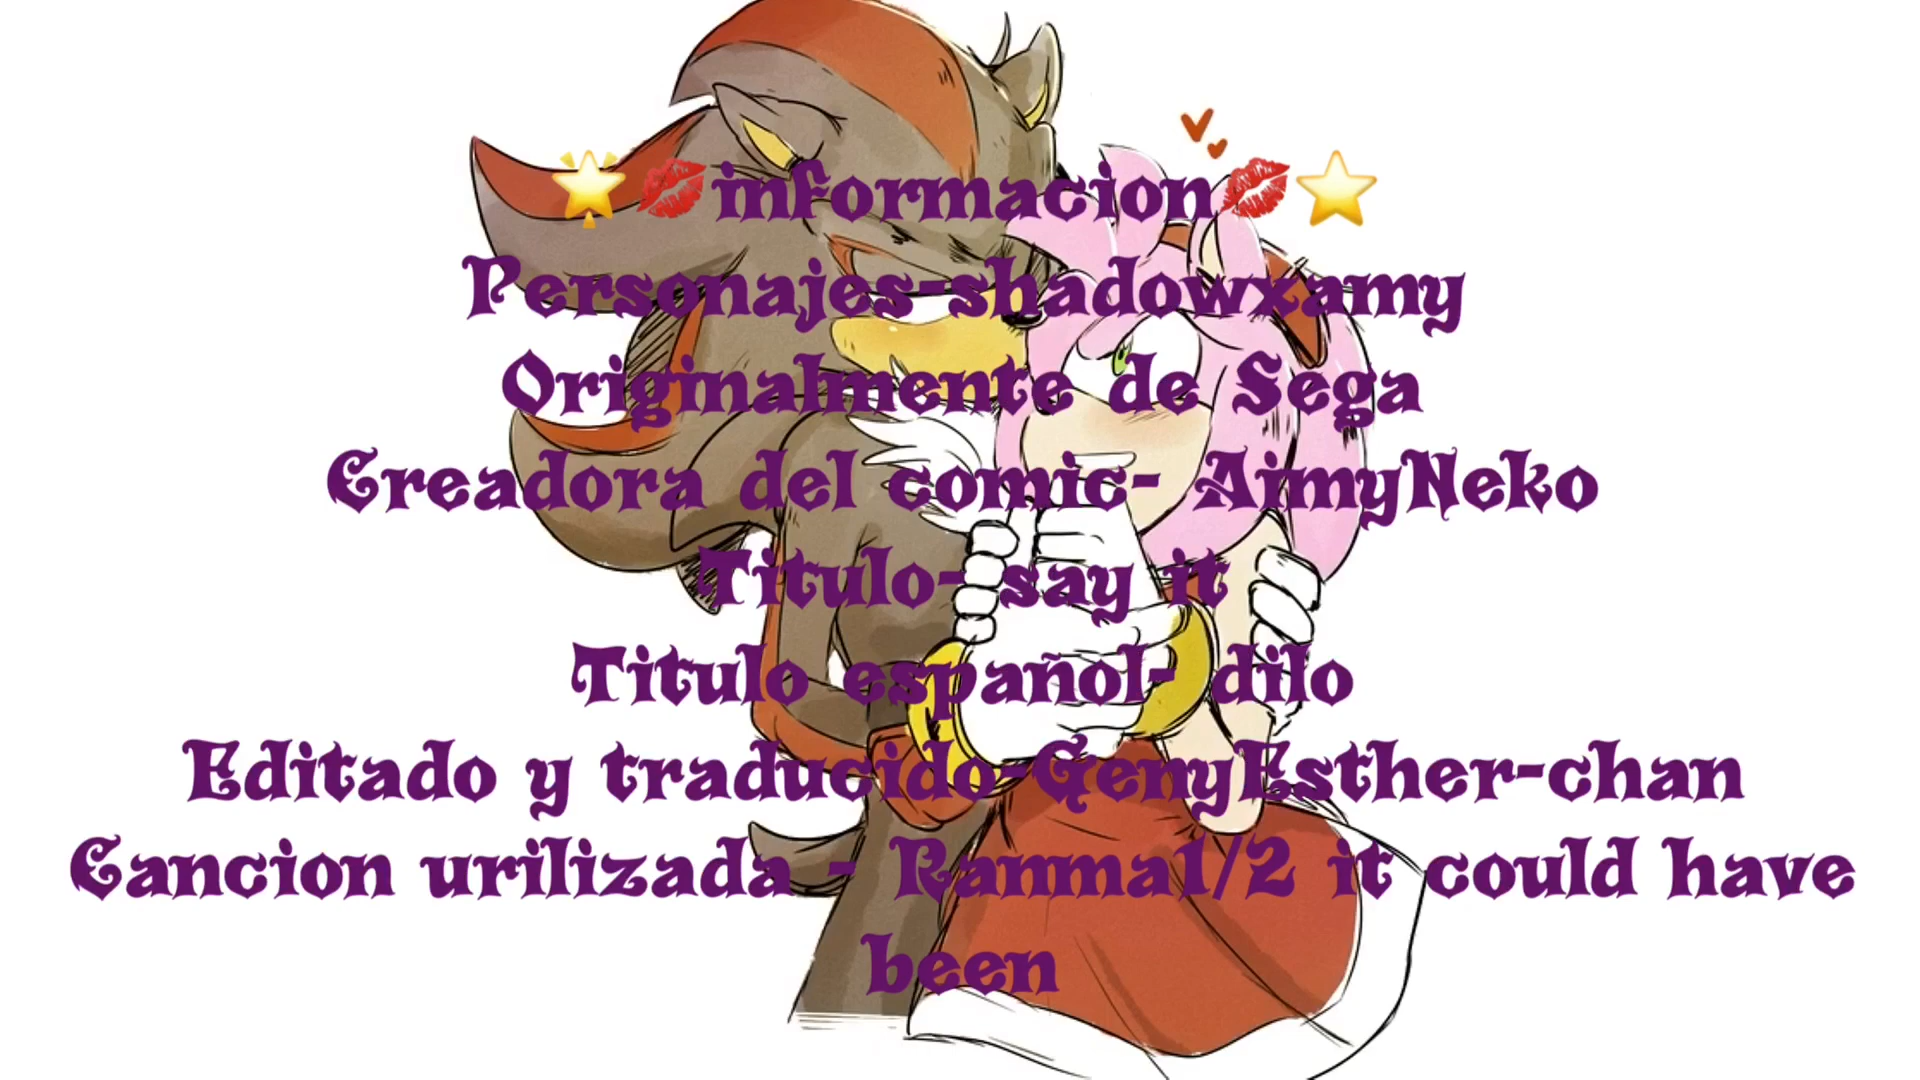 🌟💋informacion💋⭐
Personajes-shadowxamy
Originalmente de Sega
Creadora del comic- AimyNeko
Titulo- say it
Titulo español- dilo
Editado y traducido-GenyEsther-chan
Cancion urilizada - Ranma1/2 it could have
been